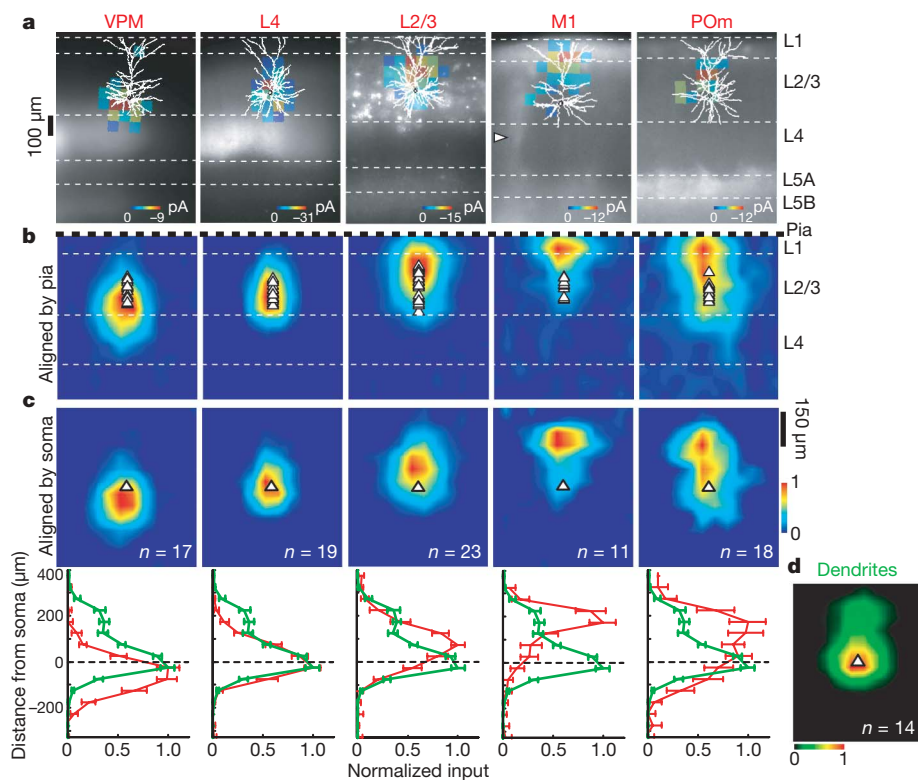 a
VPM L4 L2/3 M1 POm
100 μm
L1
L2/3
L4
L5A
L5B
0 −9 pA
0 −31 pA
0 −15 pA
0 −12 pA
0 −12 pA
Pia
b
Aligned by pia
L1
L2/3
L4
c
Aligned by soma
150 μm
1
0
n = 17
n = 19
n = 23
n = 11
n = 18
d
Dendrites
n = 14
0 1
Distance from soma (μm)
400
200
0
−200
0 0.5 1.0
0 0.5 1.0
0 0.5 1.0
0 0.5 1.0
0 0.5 1.0
Normalized input